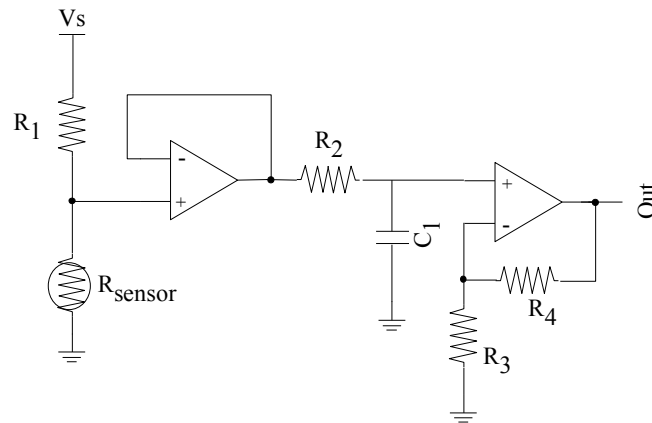 Vs
R1
Rsensor
-
+
R2
C1
+
-
Out
R4
R3